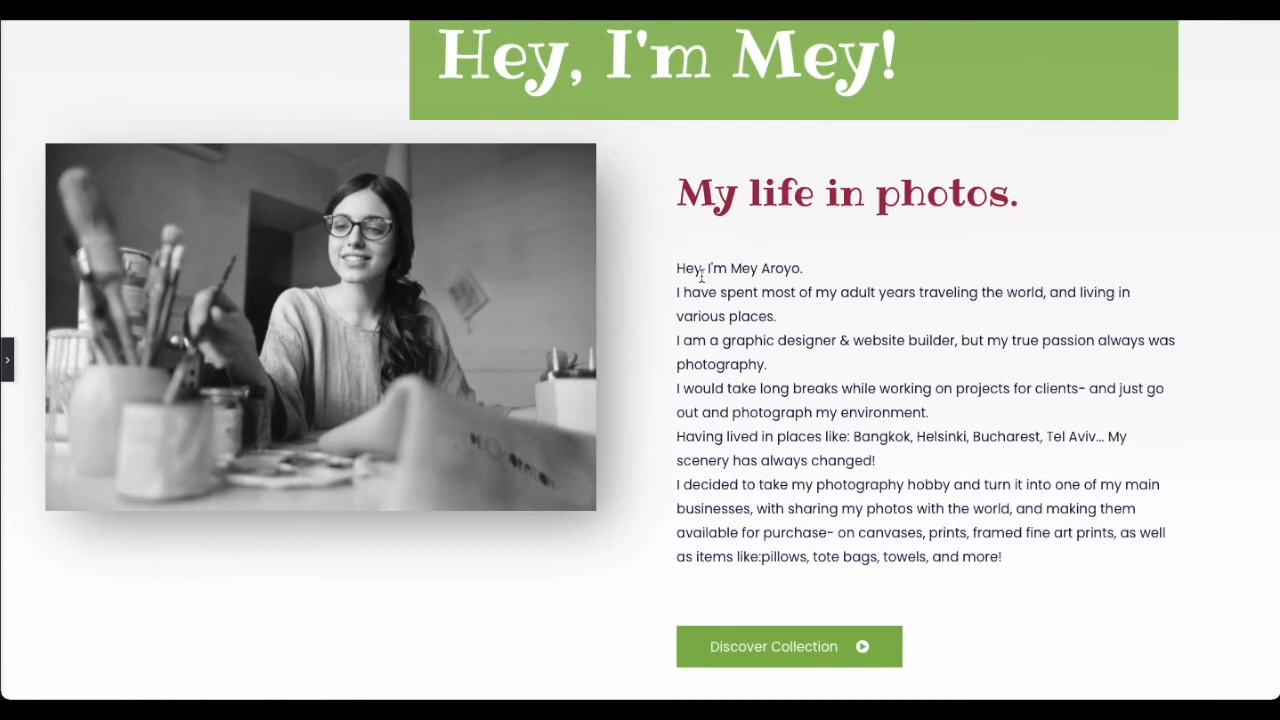 Hey, I'm Mey!
My life in photos.
Hey, I'm Mey Aroyo.
I have spent most of my adult years traveling the world, and living in
various places.
I am a graphic designer & website builder, but my true passion always was
photography.
I would take long breaks while working on projects for clients- and just go
out and photograph my environment.
Having lived in places like: Bangkok, Helsinki, Bucharest, Tel Aviv... My
scenery has always changed!
I decided to take my photography hobby and turn it into one of my main
businesses, with sharing my photos with the world, and making them
available for purchase- on canvases, prints, framed fine art prints, as well
as items like:pillows, tote bags, towels, and more!
Discover Collection